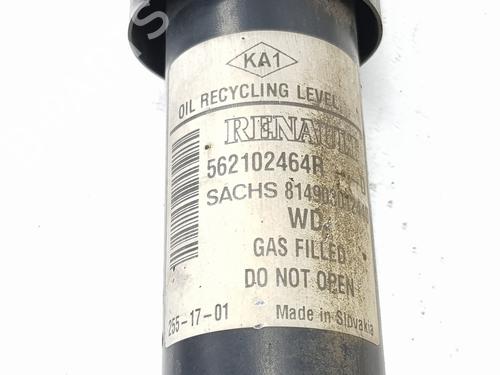 KA1
OIL RECYCLING LEVEL
RENAULT
562102464R
SACHS
WD
GAS FILLED
DO NOT OPEN
255-17-01 Made in Slovakia